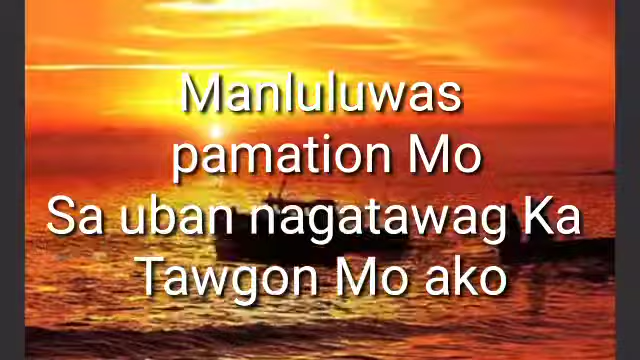 Manluluwas
pamation Mo
Sa uban nagatawag Ka
Tawgon Mo ako